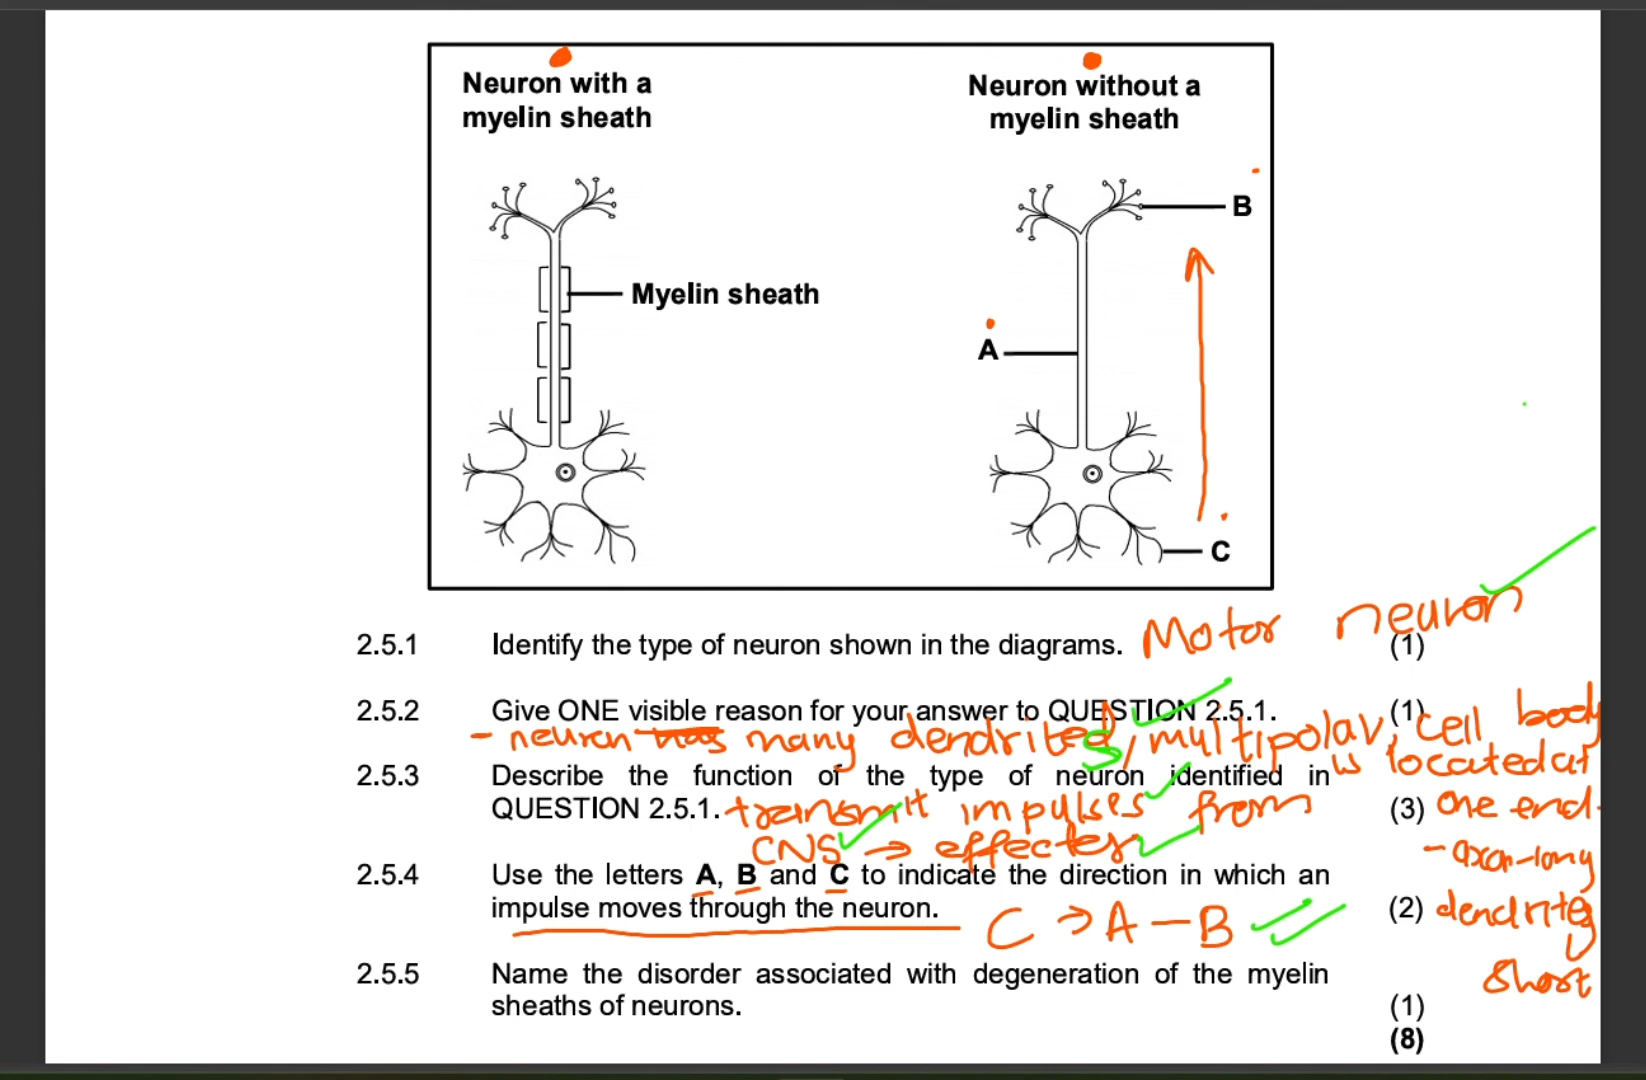 Neuron with a
myelin sheath
Neuron without a
myelin sheath
B
Myelin sheath
A
C
2.5.1 Identify the type of neuron shown in the diagrams. Motor neuron (1)
2.5.2 Give ONE visible reason for your answer to QUESTION 2.5.1. (1)
- neuron has many dendrites, multipolar, cell body
is located at
one end.
- axon-long
dendrites
short
2.5.3 Describe the function of the type of neuron identified in
QUESTION 2.5.1. transmit impulses from (3)
CNS → effector
2.5.4 Use the letters A, B and C to indicate the direction in which an
impulse moves through the neuron. C → A — B (2)
2.5.5 Name the disorder associated with degeneration of the myelin
sheaths of neurons. (1)
(8)